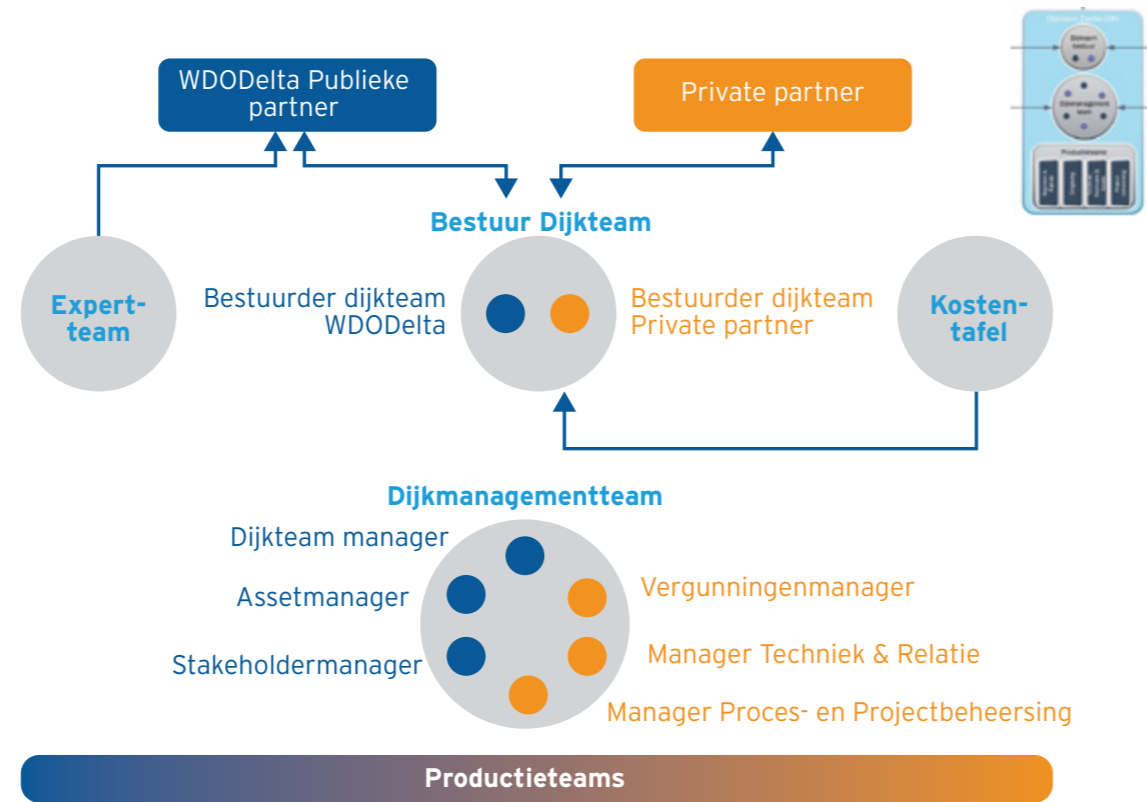 WDODelta Publieke
partner
Private partner
Bestuur Dijkteam
Expert-
team
Bestuurder dijkteam
WDODelta
Bestuurder dijkteam
Private partner
Kosten-
tafel
Dijkmanagementteam
Dijkteam manager
Assetmanager
Stakeholdermanager
Vergunningenmanager
Manager Techniek & Relatie
Manager Proces- en Projectbeheersing
Productieteams
Productieteams